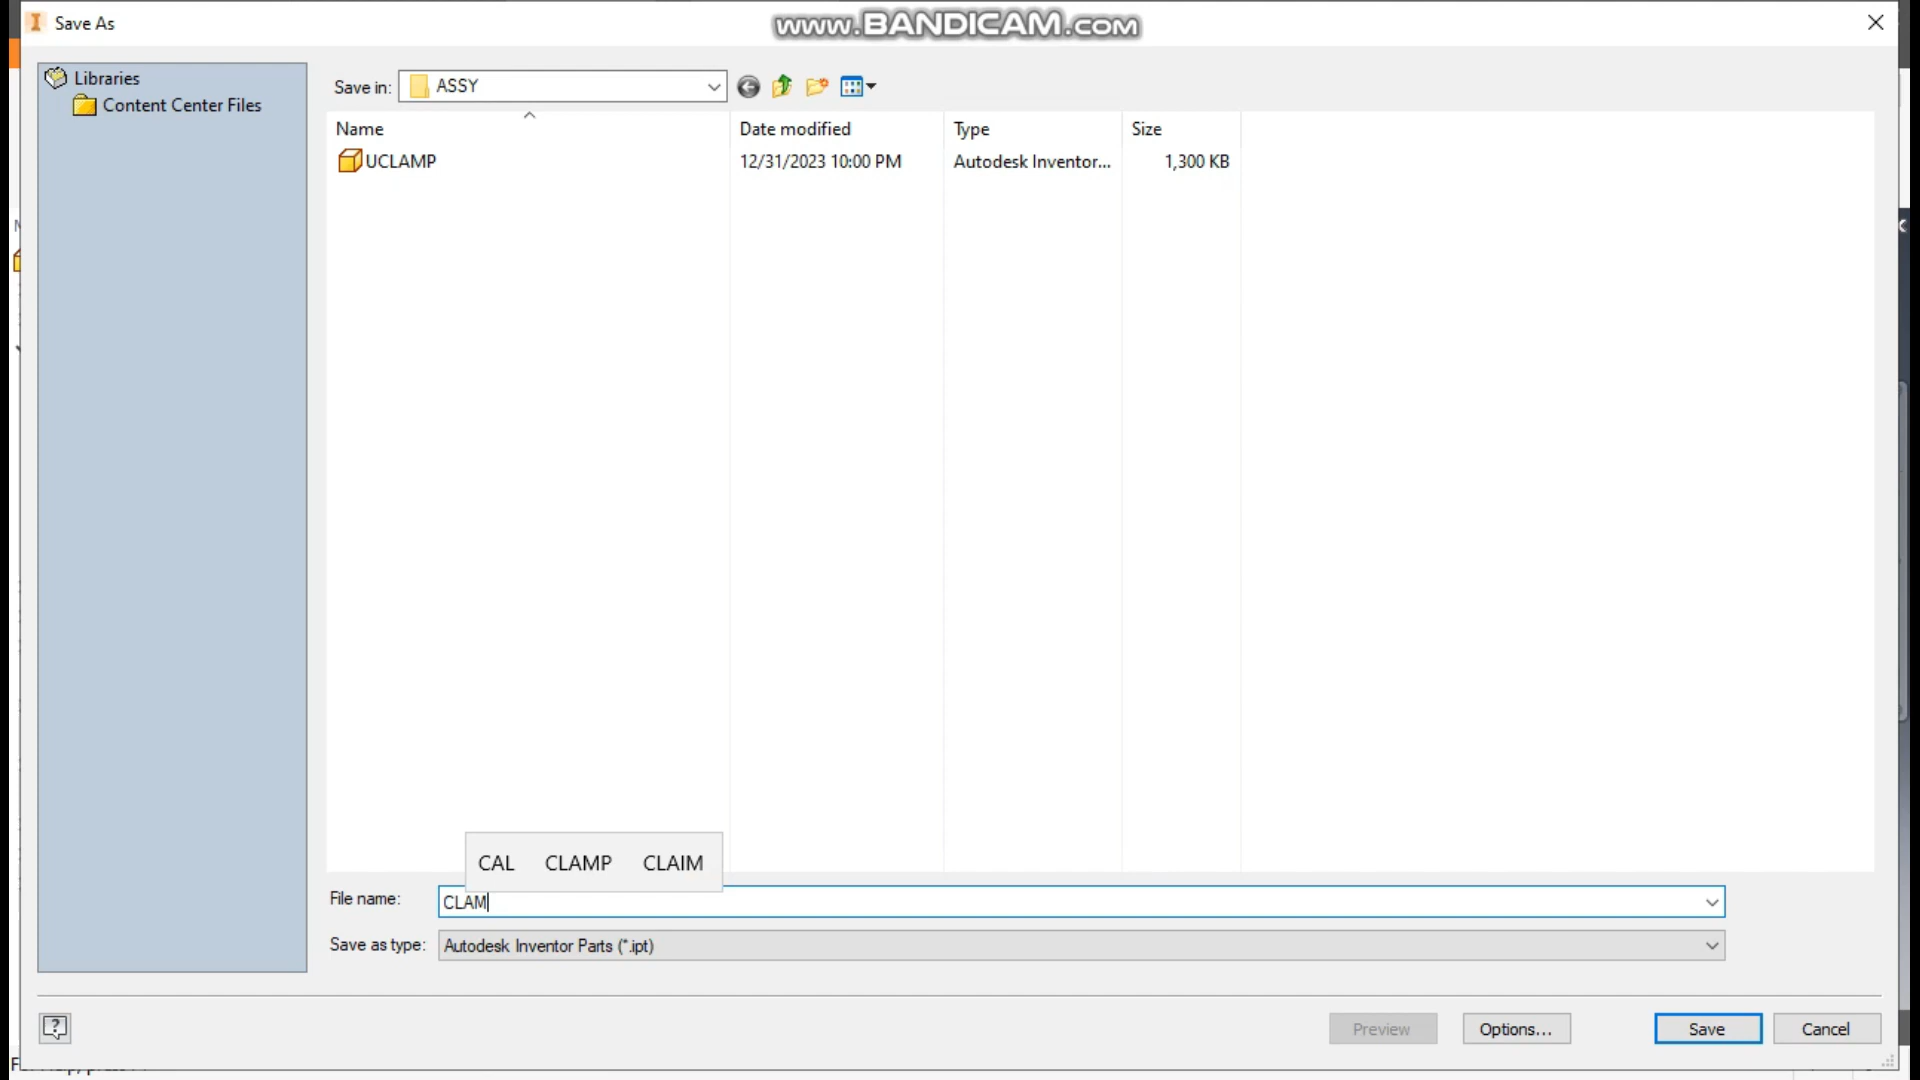 Save As
www.BANDICAM.com
Libraries
Content Center Files
Save in: ASSY
Name Date modified Type Size
UCLAMP 12/31/2023 10:00 PM Autodesk Inventor... 1,300 KB
CAL CLAMP CLAIM
File name: CLAM
Save as type: Autodesk Inventor Parts (*.ipt)
Preview Options... Save Cancel